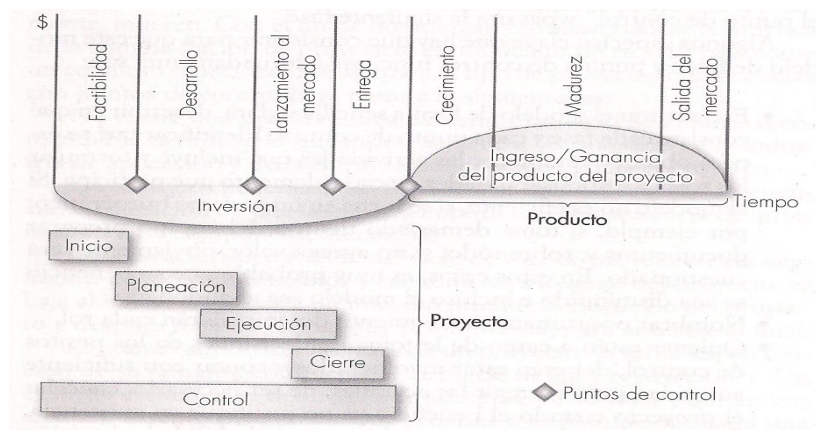 $
Factibilidad
Desarrollo
Lanzamiento al
mercado
Entrega
Crecimiento
Madurez
Salida del
mercado
Ingreso/Ganancia
del producto del proyecto
Tiempo
Inversión
Producto
Inicio
Planeación
Ejecución
Proyecto
Cierre
Control
Puntos de control